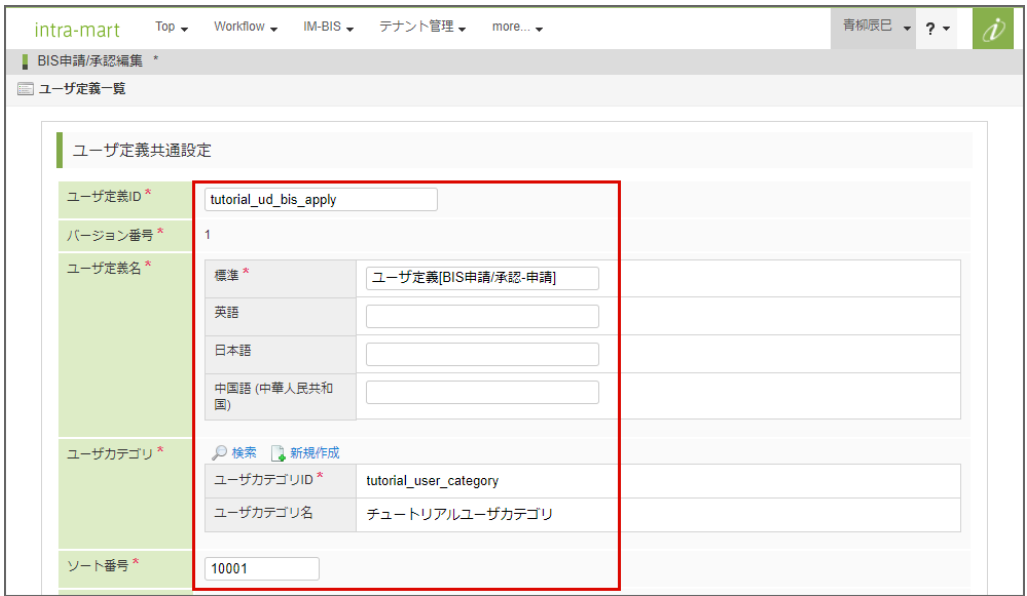 intra-mart Top Workflow IM-BIS テナント管理 more... 青柳辰巳 ?
BIS申請/承認編集 *
ユーザ定義一覧
ユーザ定義共通設定
ユーザ定義ID * tutorial_ud_bis_apply
バージョン番号 * 1
ユーザ定義名 * 標準 * ユーザ定義[BIS申請/承認-申請]
英語
日本語
中国語 (中華人民共和
国)
ユーザカテゴリ * 検索 新規作成
ユーザカテゴリID * tutorial_user_category
ユーザカテゴリ名 チュートリアルユーザカテゴリ
ソート番号 * 10001